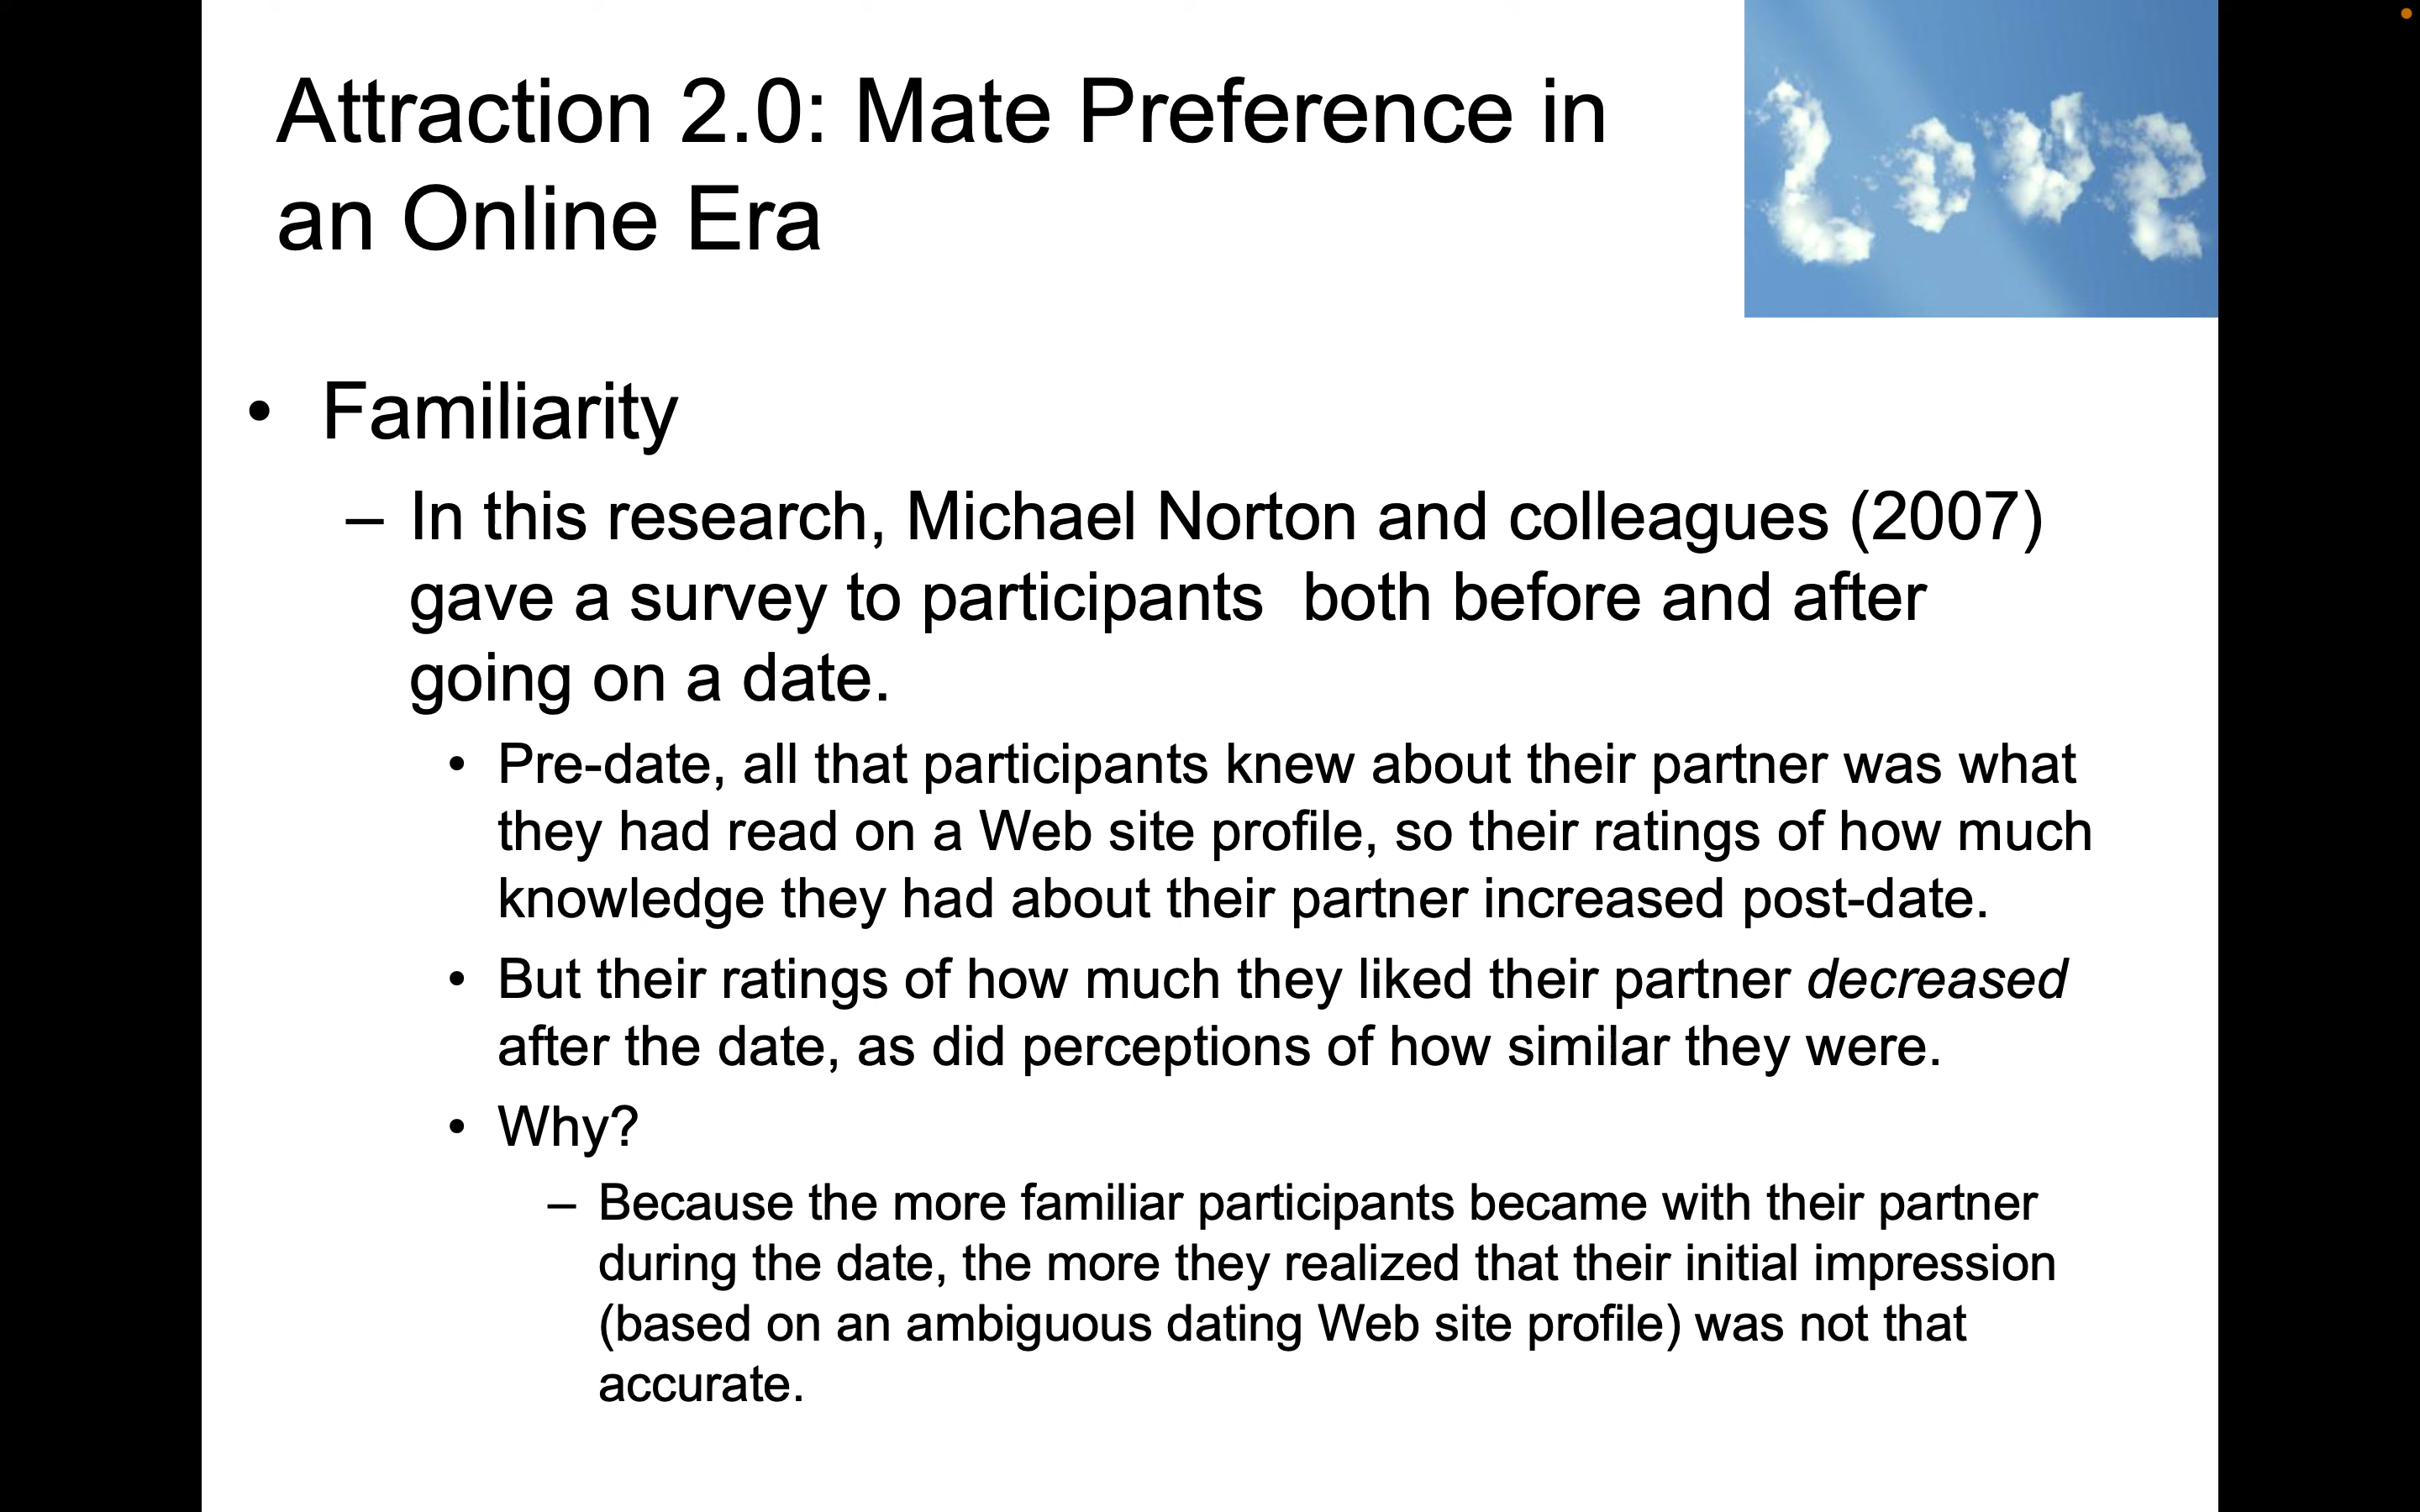 Attraction 2.0: Mate Preference in
an Online Era
Love
• Familiarity
– In this research, Michael Norton and colleagues (2007)
gave a survey to participants  both before and after
going on a date.
• Pre-date, all that participants knew about their partner was what
they had read on a Web site profile, so their ratings of how much
knowledge they had about their partner increased post-date.
• But their ratings of how much they liked their partner decreased
after the date, as did perceptions of how similar they were.
• Why?
– Because the more familiar participants became with their partner
during the date, the more they realized that their initial impression
(based on an ambiguous dating Web site profile) was not that
accurate.